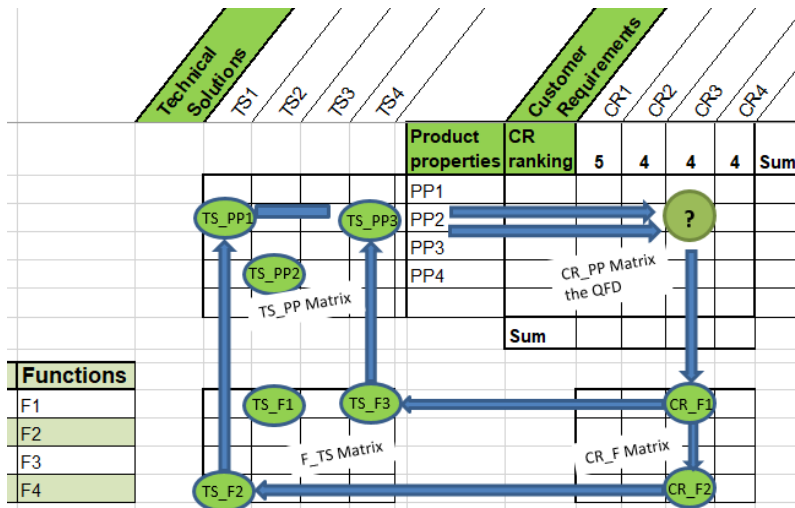 Technical
Solutions
TS1
TS2
TS3
TS4
Customer
Requirements
CR1
CR2
CR3
CR4
Product properties
CR ranking
5 4 4 4 Sum
PP1
TS_PP1 TS_PP3 PP2 ?
PP3
TS_PP2 PP4
CR_PP Matrix
the QFD
TS_PP Matrix
Sum
Functions
F1 TS_F1 TS_F3 CR_F1
F2
F3 F_TS Matrix CR_F Matrix
F4 TS_F2 CR_F2